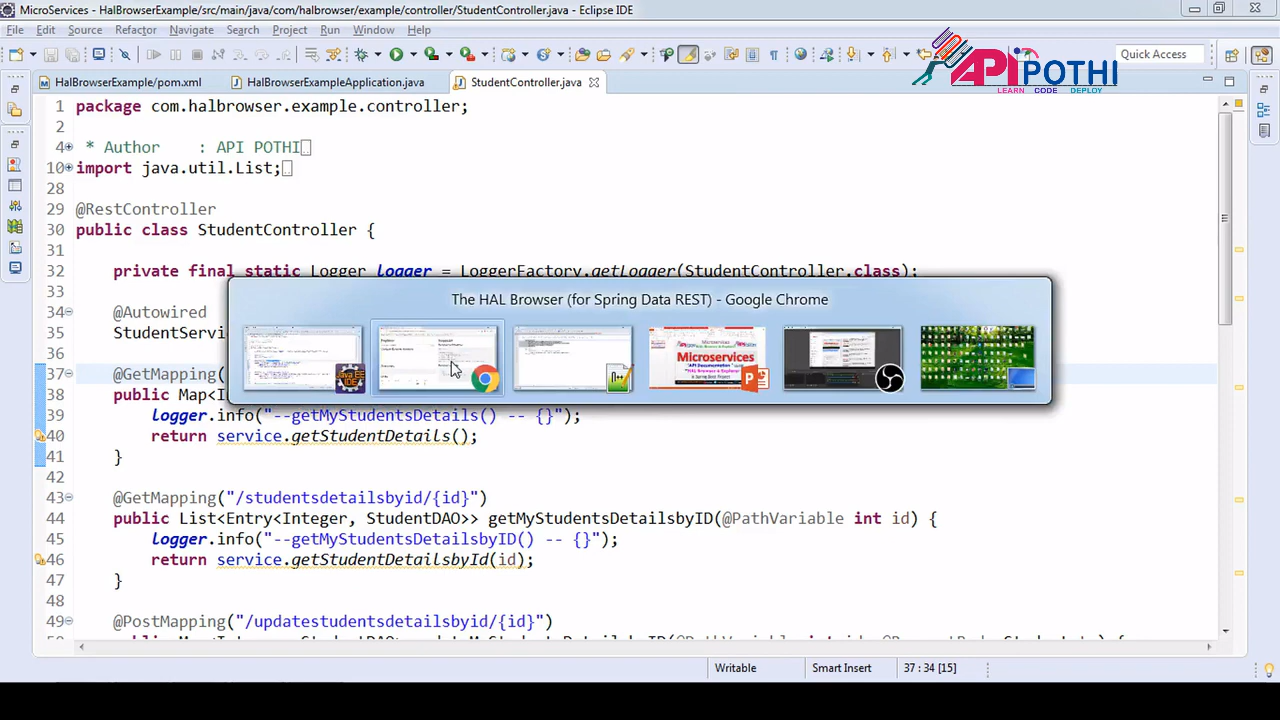 MicroServices - HalBrowserExample/src/main/java/com/halbrowser/example/controller/StudentController.java - Eclipse IDE
File Edit Source Refactor Navigate Search Project Run Window Help
Quick Access
API POTHI
LEARN CODE DEPLOY
HalBrowserExample/pom.xml HalBrowserExampleApplication.java StudentController.java
1 package com.halbrowser.example.controller;
2
4 * Author : API POTHI
10 import java.util.List;
28
29 @RestController
30 public class StudentController {
31
32 private final static Logger logger = LoggerFactory.getLogger(StudentController.class);
33
34 @Autowired
35 StudentServi
36
37 @GetMapping(
38 public Map<I
39 logger.info("--getMyStudentsDetails() -- {}");
40 return service.getStudentDetails();
41 }
42
43 @GetMapping("/studentsdetailsbyid/{id}")
44 public List<Entry<Integer, StudentDAO>> getMyStudentsDetailsbyID(@PathVariable int id) {
45 logger.info("--getMyStudentsDetailsbyID() -- {}");
46 return service.getStudentDetailsbyId(id);
47 }
48
49 @PostMapping("/updatestudentsdetailsbyid/{id}")
The HAL Browser (for Spring Data REST) - Google Chrome
Microservices
Writable Smart Insert 37 : 34 [15]